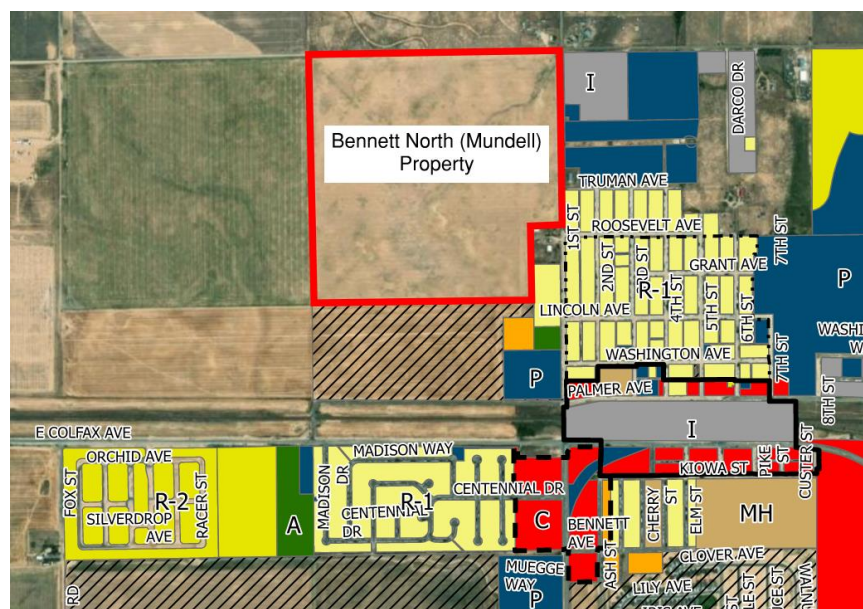 I
DARCO DR
Bennett North (Mundell)
Property
TRUMAN AVE
ROOSEVELT AVE
1ST ST
2ND ST
3RD ST
4TH ST
5TH ST
6TH ST
7TH ST
GRANT AVE
R-1
P
LINCOLN AVE
WASHINGTON AVE
7TH ST
P
PALMER AVE
8TH ST
E COLFAX AVE
I
CUSTER ST
ORCHID AVE
MADISON WAY
KIOWA ST
PIKE
ST
FOX ST
R-2
RACER ST
SILVERDROP
AVE
A
MADISON
DR
R-1
CENTENNIAL DR
DR
C
BENNETT
AVE
ASH ST
CHERRY
ST
ELM ST
MH
CLOVER AVE
MUEGGE
WAY
P
LILY AVE
RD